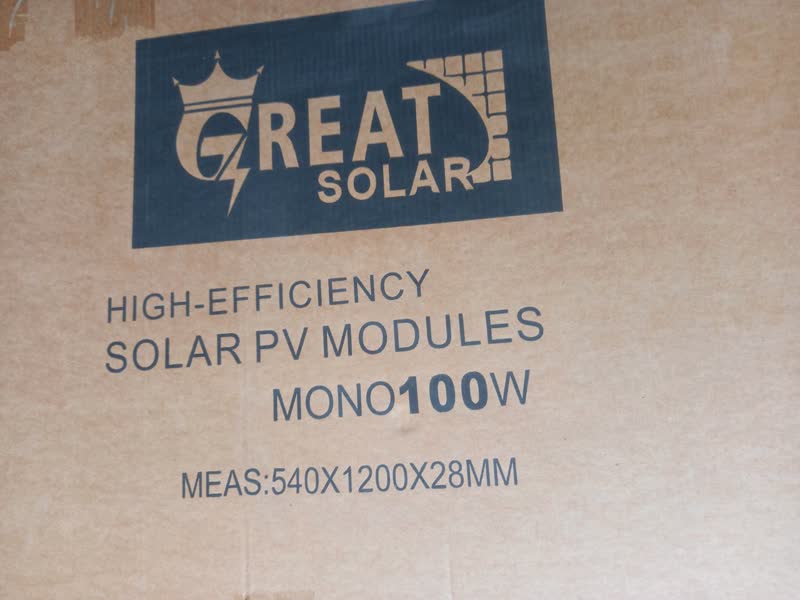 GREAT
SOLAR
HIGH-EFFICIENCY
SOLAR PV MODULES
MONO100W
MEAS:540X1200X28MM